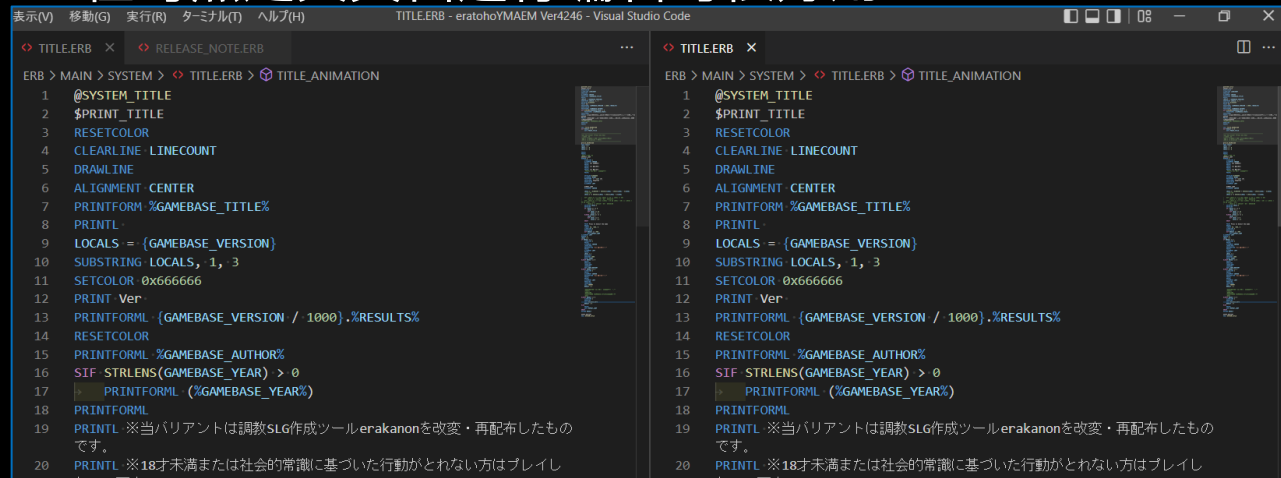 表示(V) 移動(G) 実行(R) ターミナル(T) ヘルプ(H) TITLE.ERB - eratohoYMAEM Ver4246 - Visual Studio Code
TITLE.ERB RELEASE_NOTE.ERB
ERB > MAIN > SYSTEM > TITLE.ERB > TITLE_ANIMATION
1 @SYSTEM_TITLE
2 $PRINT_TITLE
3 RESETCOLOR
4 CLEARLINE LINECOUNT
5 DRAWLINE
6 ALIGNMENT CENTER
7 PRINTFORM %GAMEBASE_TITLE%
8 PRINTL
9 LOCALS = {GAMEBASE_VERSION}
10 SUBSTRING LOCALS, 1, 3
11 SETCOLOR 0x666666
12 PRINT Ver
13 PRINTFORML {GAMEBASE_VERSION / 1000}.%RESULTS%
14 RESETCOLOR
15 PRINTFORML %GAMEBASE_AUTHOR%
16 SIF STRLENS(GAMEBASE_YEAR) > 0
17 PRINTFORML (%GAMEBASE_YEAR%)
18 PRINTFORML
19 PRINTL ※当バリアントは調教SLG作成ツールerakanonを改変・再配布したもの
です。
20 PRINTL ※18才未満または社会的常識に基づいた行動がとれない方はプレイし
TITLE.ERB
ERB > MAIN > SYSTEM > TITLE.ERB > TITLE_ANIMATION
1 @SYSTEM_TITLE
2 $PRINT_TITLE
3 RESETCOLOR
4 CLEARLINE LINECOUNT
5 DRAWLINE
6 ALIGNMENT CENTER
7 PRINTFORM %GAMEBASE_TITLE%
8 PRINTL
9 LOCALS = {GAMEBASE_VERSION}
10 SUBSTRING LOCALS, 1, 3
11 SETCOLOR 0x666666
12 PRINT Ver
13 PRINTFORML {GAMEBASE_VERSION / 1000}.%RESULTS%
14 RESETCOLOR
15 PRINTFORML %GAMEBASE_AUTHOR%
16 SIF STRLENS(GAMEBASE_YEAR) > 0
17 PRINTFORML (%GAMEBASE_YEAR%)
18 PRINTFORML
19 PRINTL ※当バリアントは調教SLG作成ツールerakanonを改変・再配布したもの
です。
20 PRINTL ※18才未満または社会的常識に基づいた行動がとれない方はプレイし